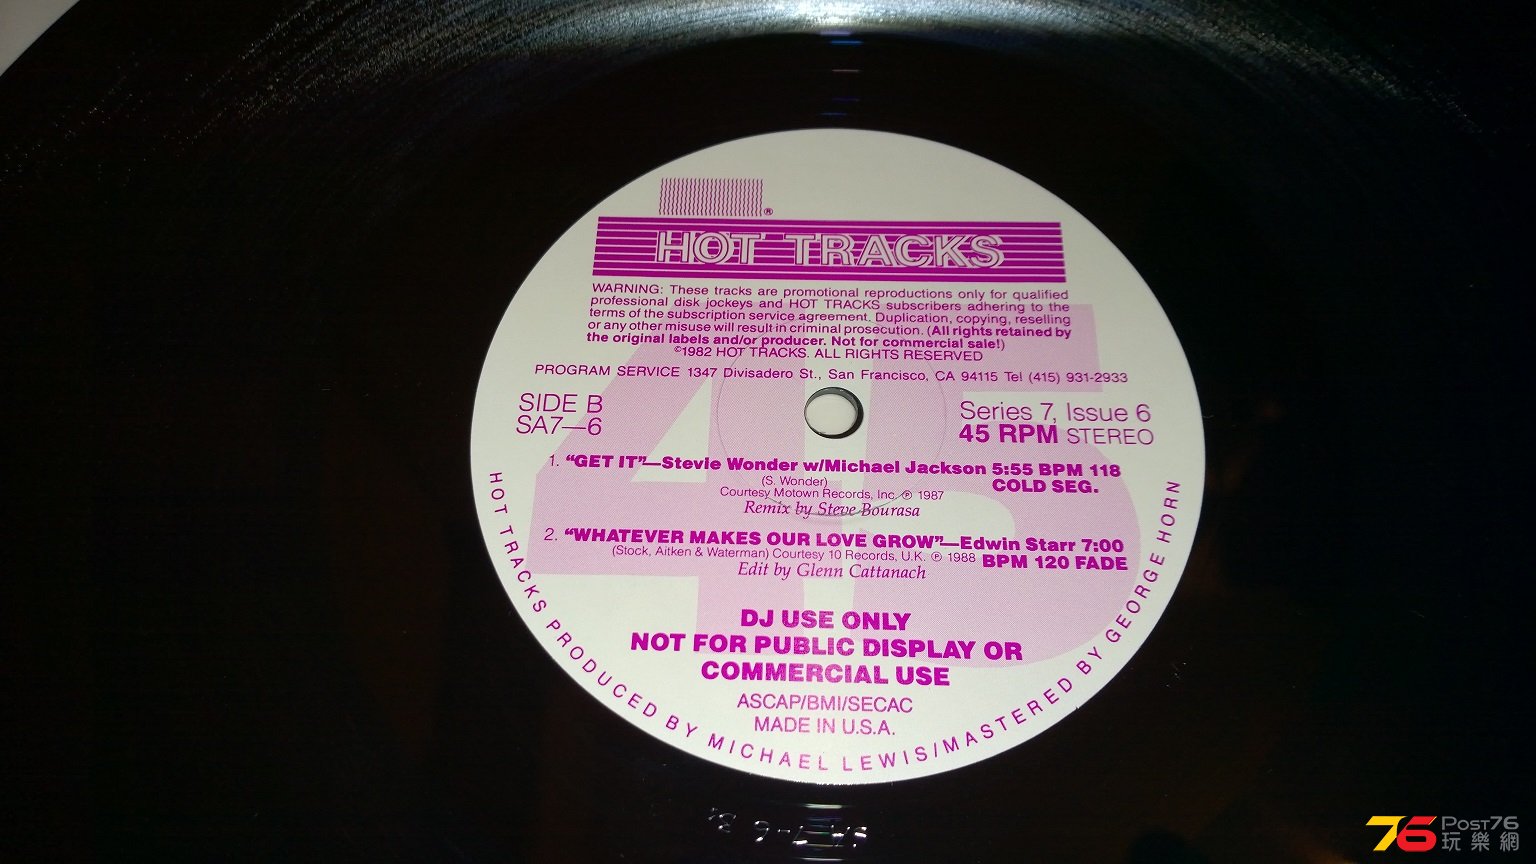 ®
HOT TRACKS
WARNING: These tracks are promotional reproductions only for qualified
professional disk jockeys and HOT TRACKS subscribers adhering to the
terms of the subscription service agreement. Duplication, copying, reselling
or any other misuse will result in criminal prosecution. (All rights retained by
the original labels and/or producer. Not for commercial sale!)
©1982 HOT TRACKS. ALL RIGHTS RESERVED
PROGRAM SERVICE 1347 Divisadero St., San Francisco, CA 94115 Tel (415) 931-2933
45
SIDE B
SA7—6
Series 7, Issue 6
45 RPM STEREO
1. “GET IT”—Stevie Wonder w/Michael Jackson 5:55 BPM 118
(S. Wonder) COLD SEG.
Courtesy Motown Records, Inc. ℗ 1987
Remix by Steve Bourasa
2. “WHATEVER MAKES OUR LOVE GROW”—Edwin Starr 7:00
(Stock, Aitken & Waterman) Courtesy 10 Records, U.K. ℗ 1988 BPM 120 FADE
Edit by Glenn Cattanach
DJ USE ONLY
NOT FOR PUBLIC DISPLAY OR
COMMERCIAL USE
ASCAP/BMI/SECAC
MADE IN U.S.A.
HOT TRACKS PRODUCED BY MICHAEL LEWIS/MASTERED BY GEORGE HORN
76 POST76
玩樂網